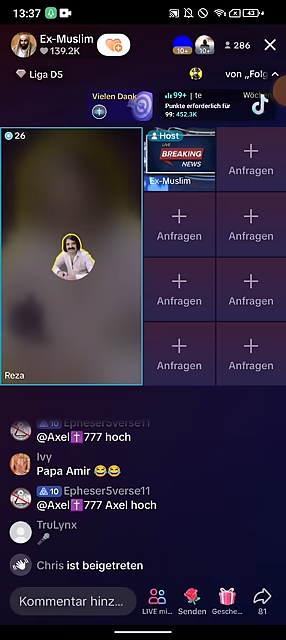 13:37
Ex-Muslim
139.2K
10+
10+
286
Liga D5
von „Folg
Vielen Dank
99+ | te
Wöch
Punkte erforderlich für
99: 452.3K
26
Host
LIVE
BREAKING
NEWS
Ex-Muslim
Anfragen
Anfragen
Anfragen
Anfragen
Anfragen
Anfragen
Anfragen
Reza
10 Epheser5verse11
@Axel✝️777 hoch
Ivy
Papa Amir 😂😂
10 Epheser5verse11
@Axel✝️777 Axel hoch
TruLynx
🎤
Chris ist beigetreten
Kommentar hinz...
LIVE mi...
Senden
Gesche...
81